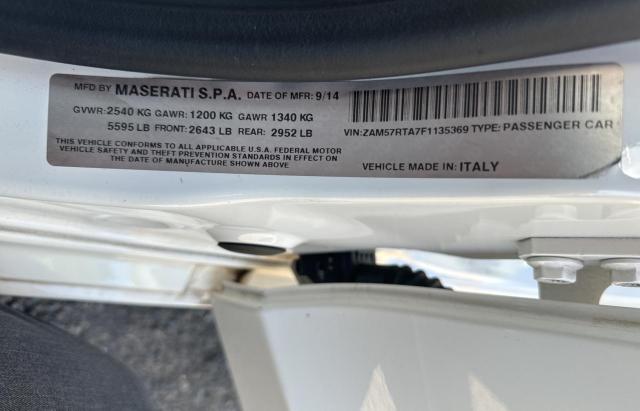 MFD BY MASERATI S.P.A. DATE OF MFR: 9/14
GVWR: 2540 KG GAWR: 1200 KG GAWR 1340 KG
5595 LB FRONT: 2643 LB REAR: 2952 LB
THIS CAR CONFORMS TO ALL APPLICABLE U.S.A. FEDERAL MOTOR
VEHICLE SAFETY AND THEFT PREVENTION STANDARDS IN EFFECT ON
THE DATE OF MANUFACTURE SHOWN ABOVE
VIN:ZAM57RTA7F1135369 TYPE: PASSENGER CAR
VEHICLE MADE IN: ITALY